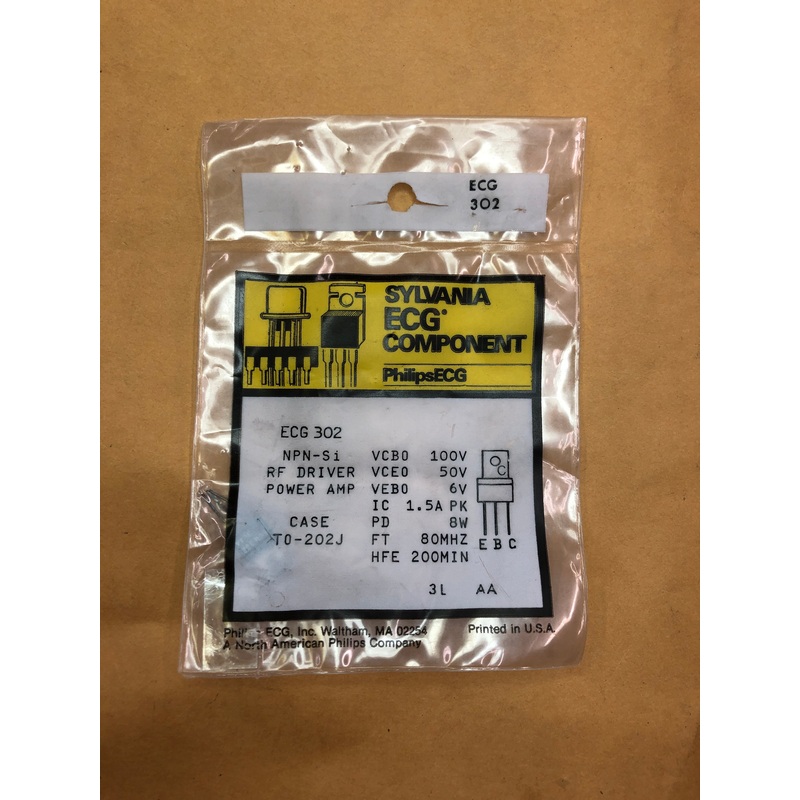 ECG
302
SYLVANIA
ECG®
COMPONENT
PhilipsECG
ECG 302
NPN-Si VCBO 100V
RF DRIVER VCEO 50V
POWER AMP VEBO 6V
IC 1.5A PK
CASE PD 8W
TO-202J FT 80MHZ
HFE 200MIN
C
E B C
3L AA
Philips ECG, Inc. Waltham, MA 02254 Printed in U.S.A.
A North American Philips Company